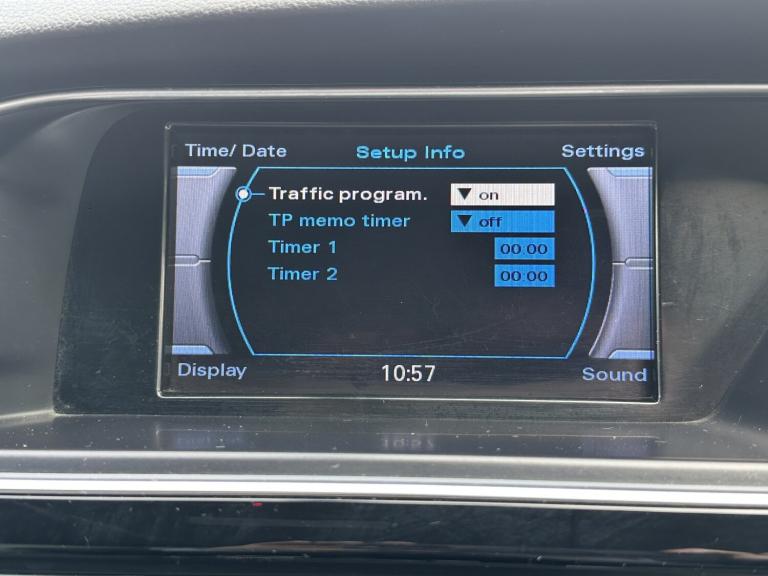 Time/ Date Setup Info Settings
Traffic program. on
TP memo timer off
Timer 1 00:00
Timer 2 00:00
Display 10:57 Sound